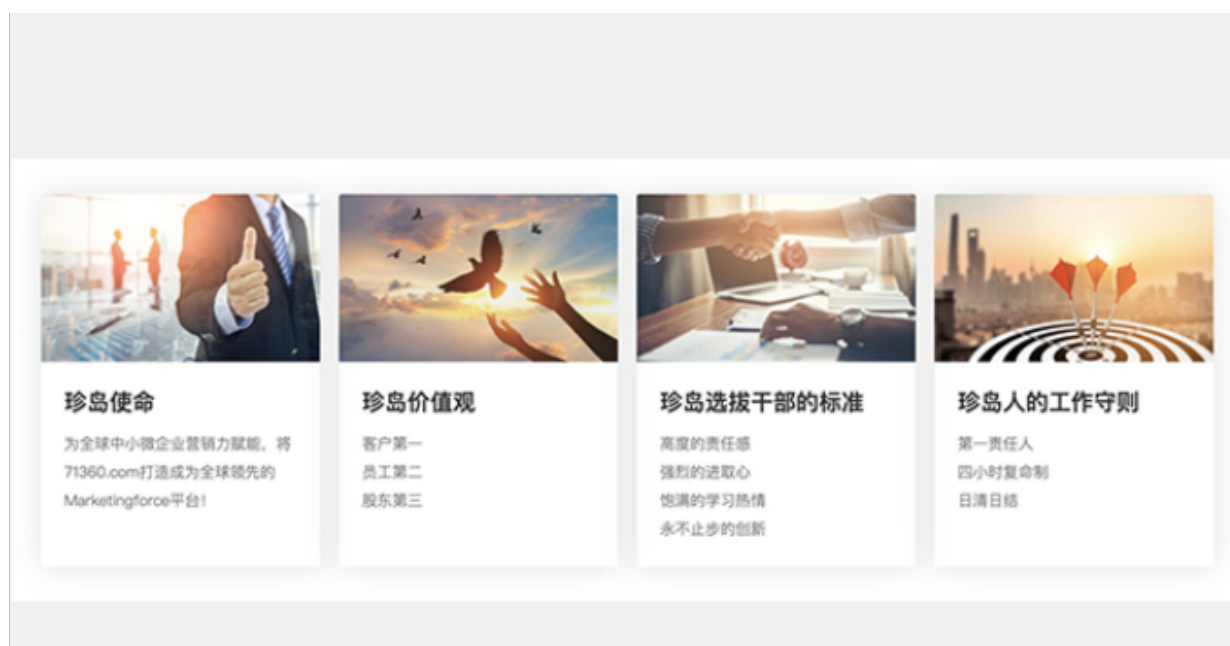 珍岛使命
为全球中小微企业营销力赋能，将
71360.com打造成为全球领先的
Marketingforce平台！
珍岛价值观
客户第一
员工第二
股东第三
珍岛选拔干部的标准
高度的责任感
强烈的进取心
饱满的学习热情
永不止步的创新
珍岛人的工作守则
第一责任人
四小时复命制
日清日结